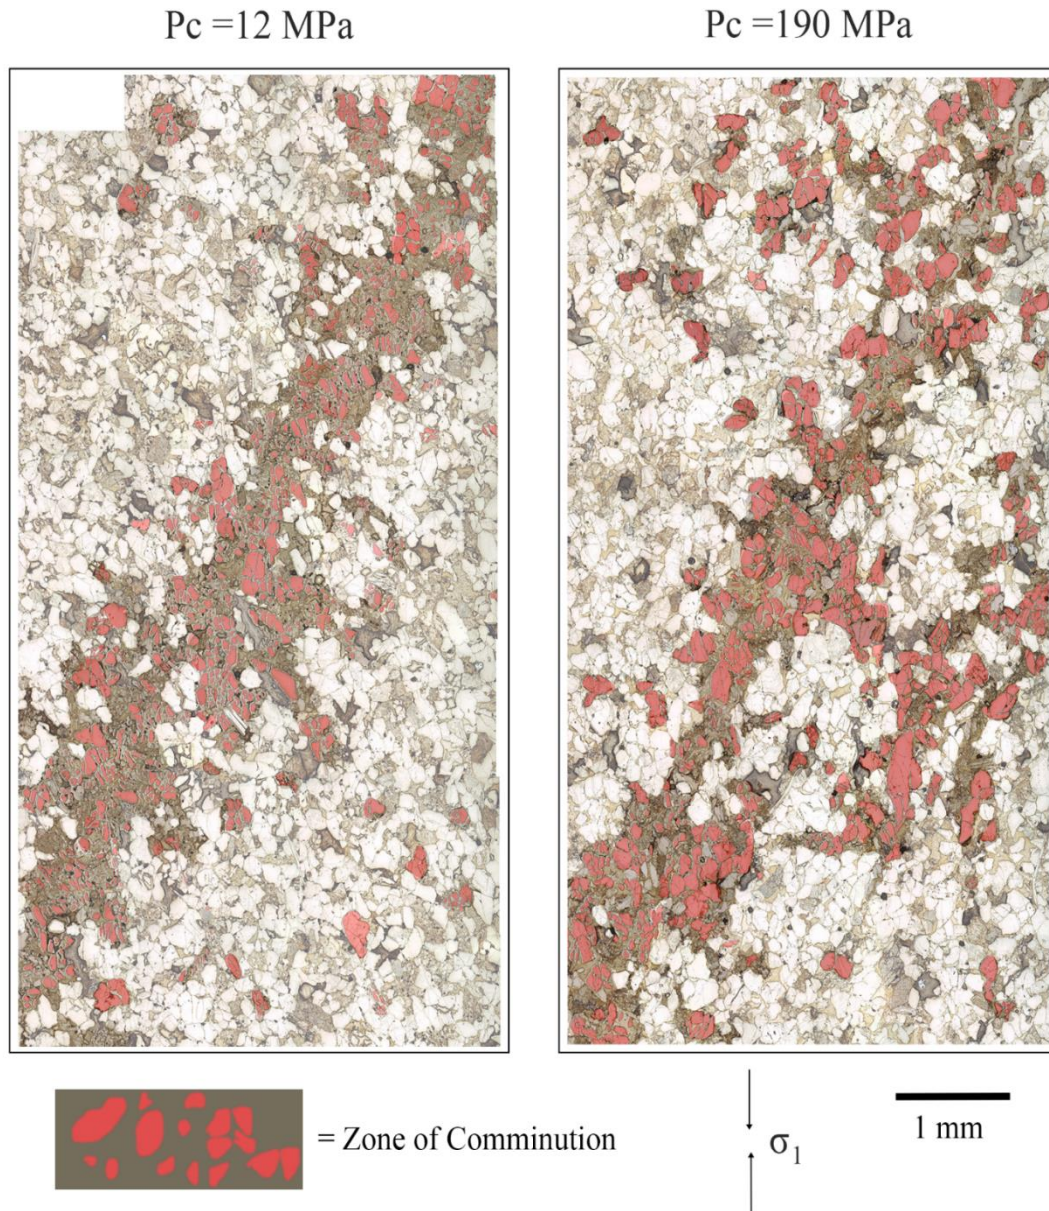 Pc =12 MPa
Pc =190 MPa
= Zone of Comminution
σ₁
1 mm